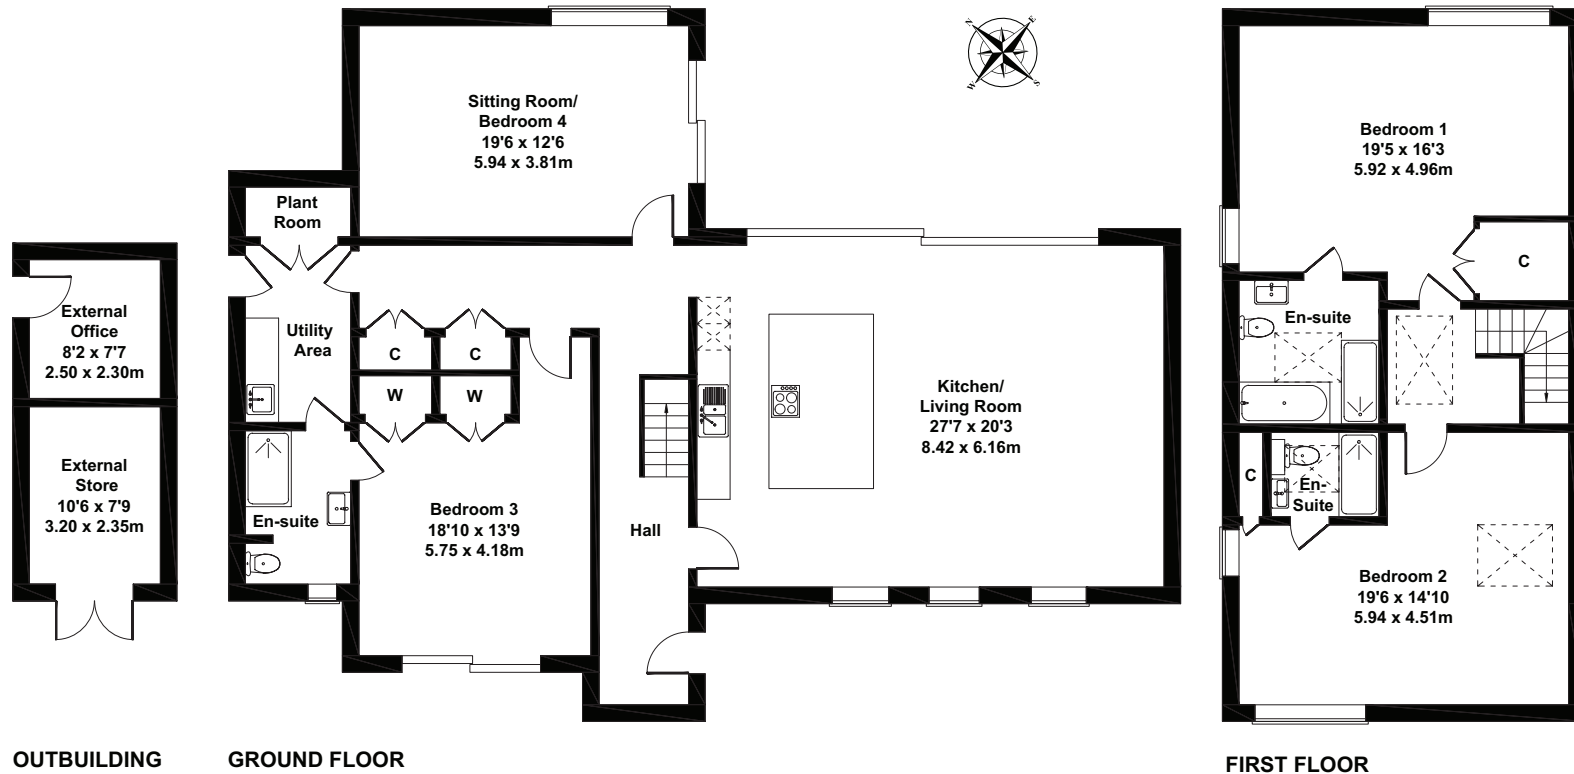 N
E
W
S
Sitting Room/
Bedroom 4
19'6 x 12'6
5.94 x 3.81m
Plant
Room
External
Office
8'2 x 7'7
2.50 x 2.30m
Utility
Area
C
C
W
W
External
Store
10'6 x 7'9
3.20 x 2.35m
En-suite
Bedroom 3
18'10 x 13'9
5.75 x 4.18m
Hall
Kitchen/
Living Room
27'7 x 20'3
8.42 x 6.16m
Bedroom 1
19'5 x 16'3
5.92 x 4.96m
C
En-suite
C
En-
Suite
Bedroom 2
19'6 x 14'10
5.94 x 4.51m
OUTBUILDING
GROUND FLOOR
FIRST FLOOR